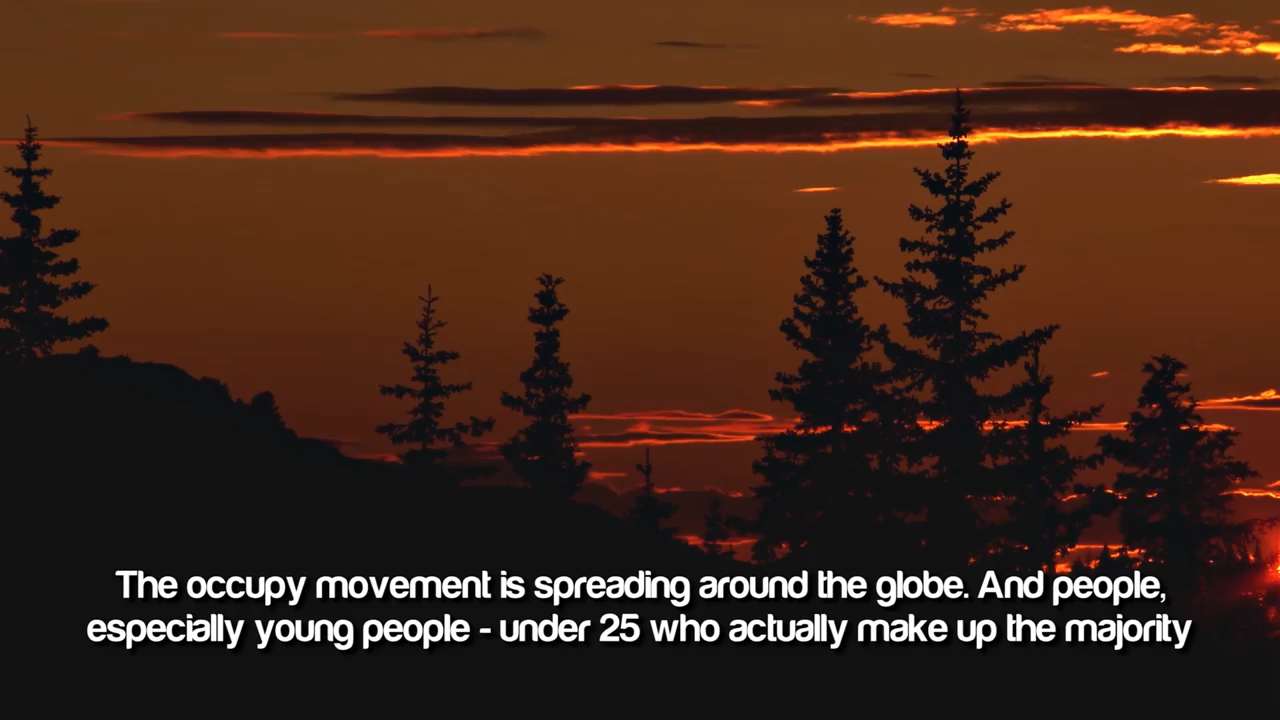 The occupy movement is spreading around the globe. And people,
especially young people - under 25 who actually make up the majority